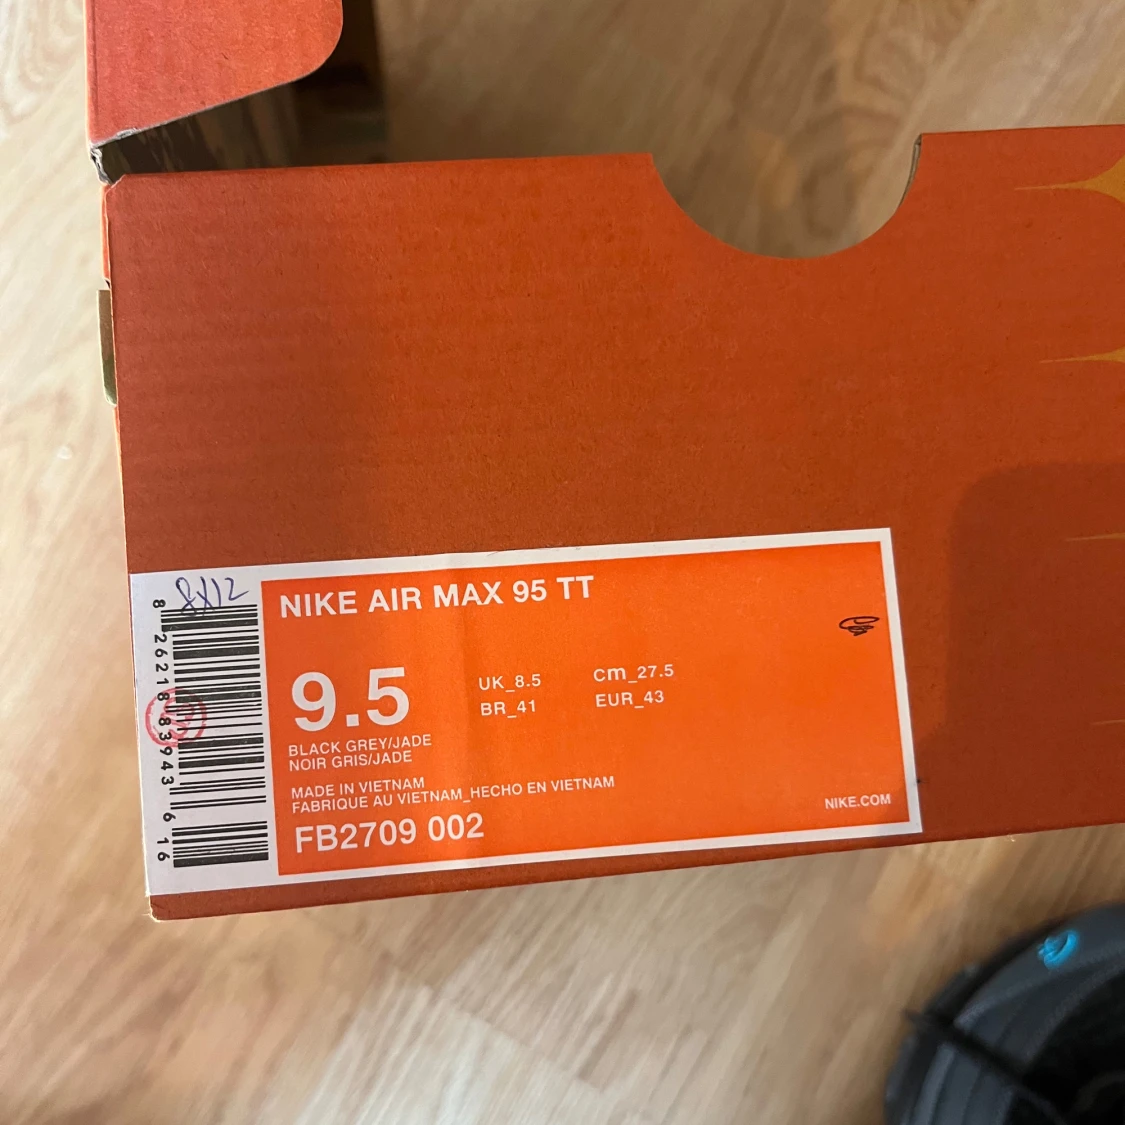 8X12
8 26218 83943 6 16
NIKE AIR MAX 95 TT
9.5
UK_8.5
cm_27.5
BR_41
EUR_43
BLACK GREY/JADE
NOIR GRIS/JADE
MADE IN VIETNAM
FABRIQUE AU VIETNAM_HECHO EN VIETNAM
FB2709 002
NIKE.COM